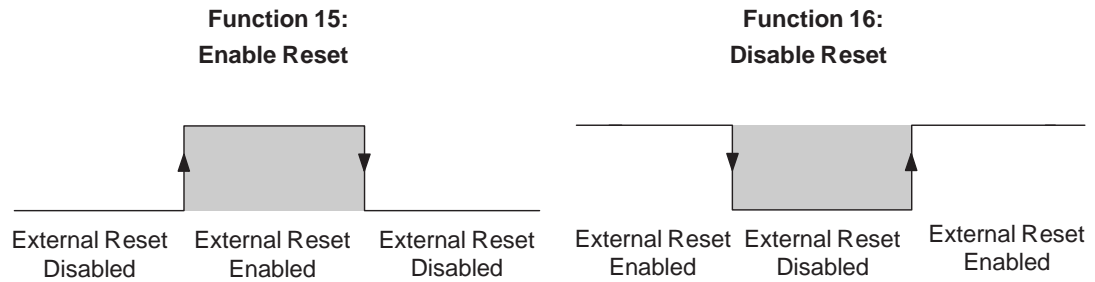 Function 15:
Enable Reset
Function 16:
Disable Reset
External Reset
Disabled
External Reset
Enabled
External Reset
Disabled
External Reset
Enabled
External Reset
Disabled
External Reset
Enabled